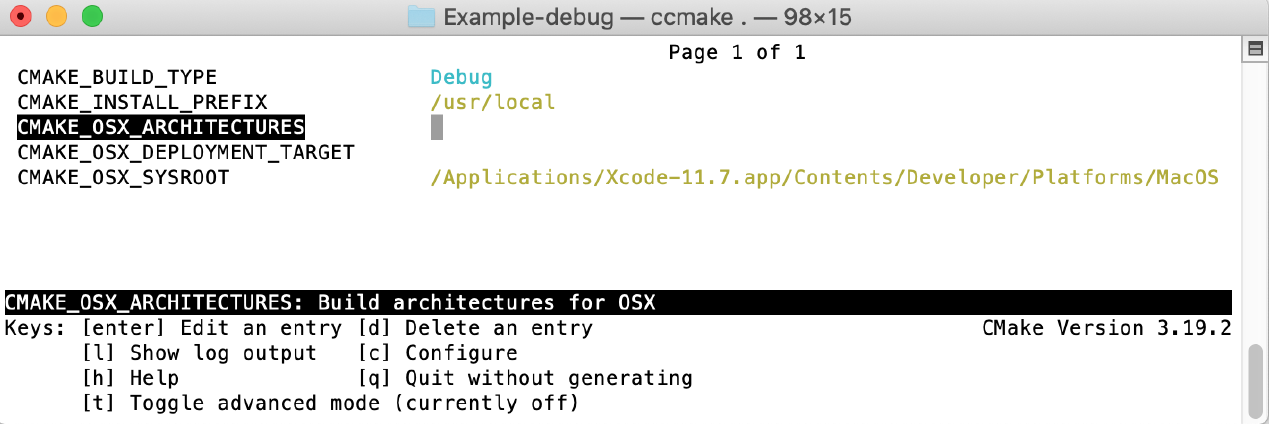 Example-debug — ccmake . — 98×15
Page 1 of 1
CMAKE_BUILD_TYPE Debug
CMAKE_INSTALL_PREFIX /usr/local
CMAKE_OSX_ARCHITECTURES
CMAKE_OSX_DEPLOYMENT_TARGET
CMAKE_OSX_SYSROOT /Applications/Xcode-11.7.app/Contents/Developer/Platforms/MacOS
CMAKE_OSX_ARCHITECTURES: Build architectures for OSX
Keys: [enter] Edit an entry [d] Delete an entry CMake Version 3.19.2
[l] Show log output [c] Configure
[h] Help [q] Quit without generating
[t] Toggle advanced mode (currently off)